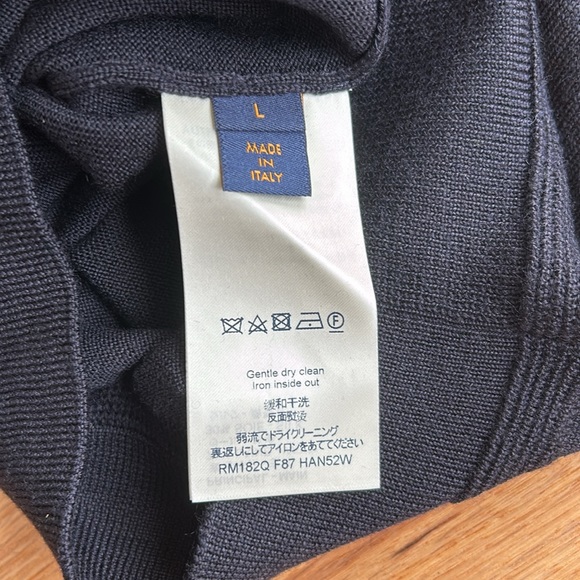 L
MADE
IN
ITALY
Gentle dry clean
Iron inside out
缓和干洗
反面熨烫
弱流でドライクリーニング
裏返しにしてアイロンをあててください
RM182Q F87 HAN52W